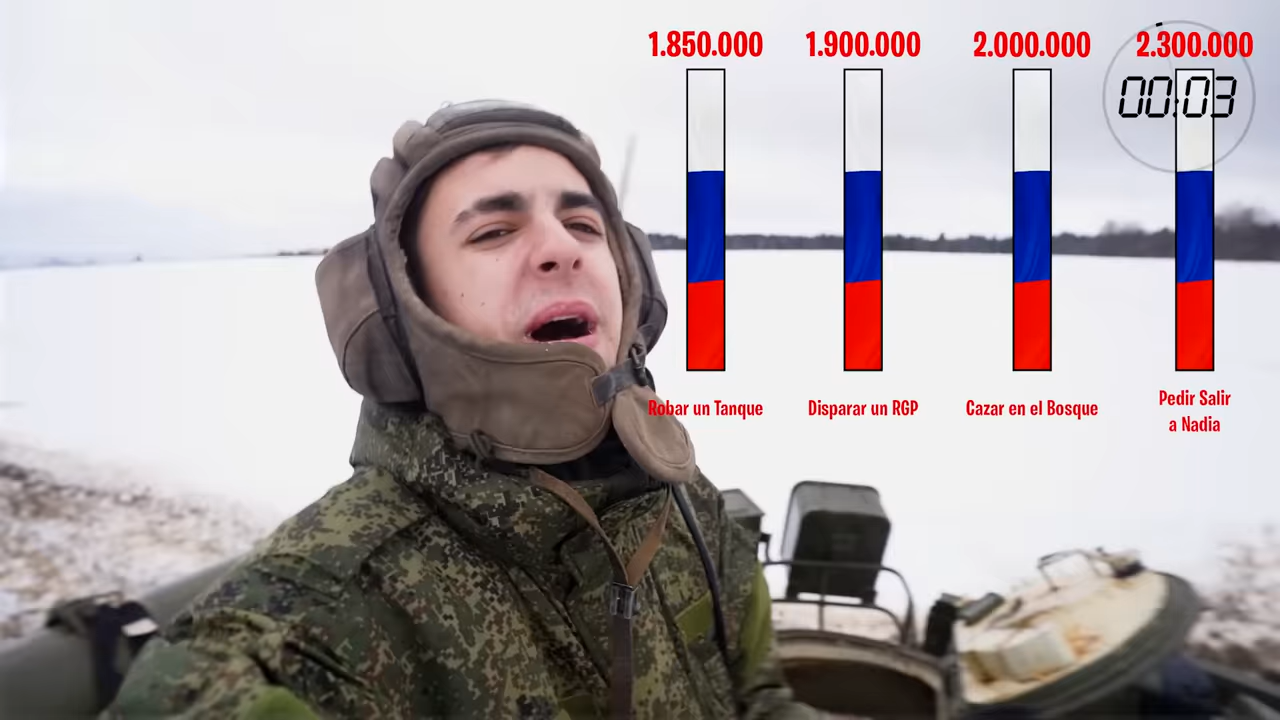 1.850.000
1.900.000
2.000.000
2.300.000
00:03
Robar un Tanque
Disparar un RGP
Cazar en el Bosque
Pedir Salir
a Nadia